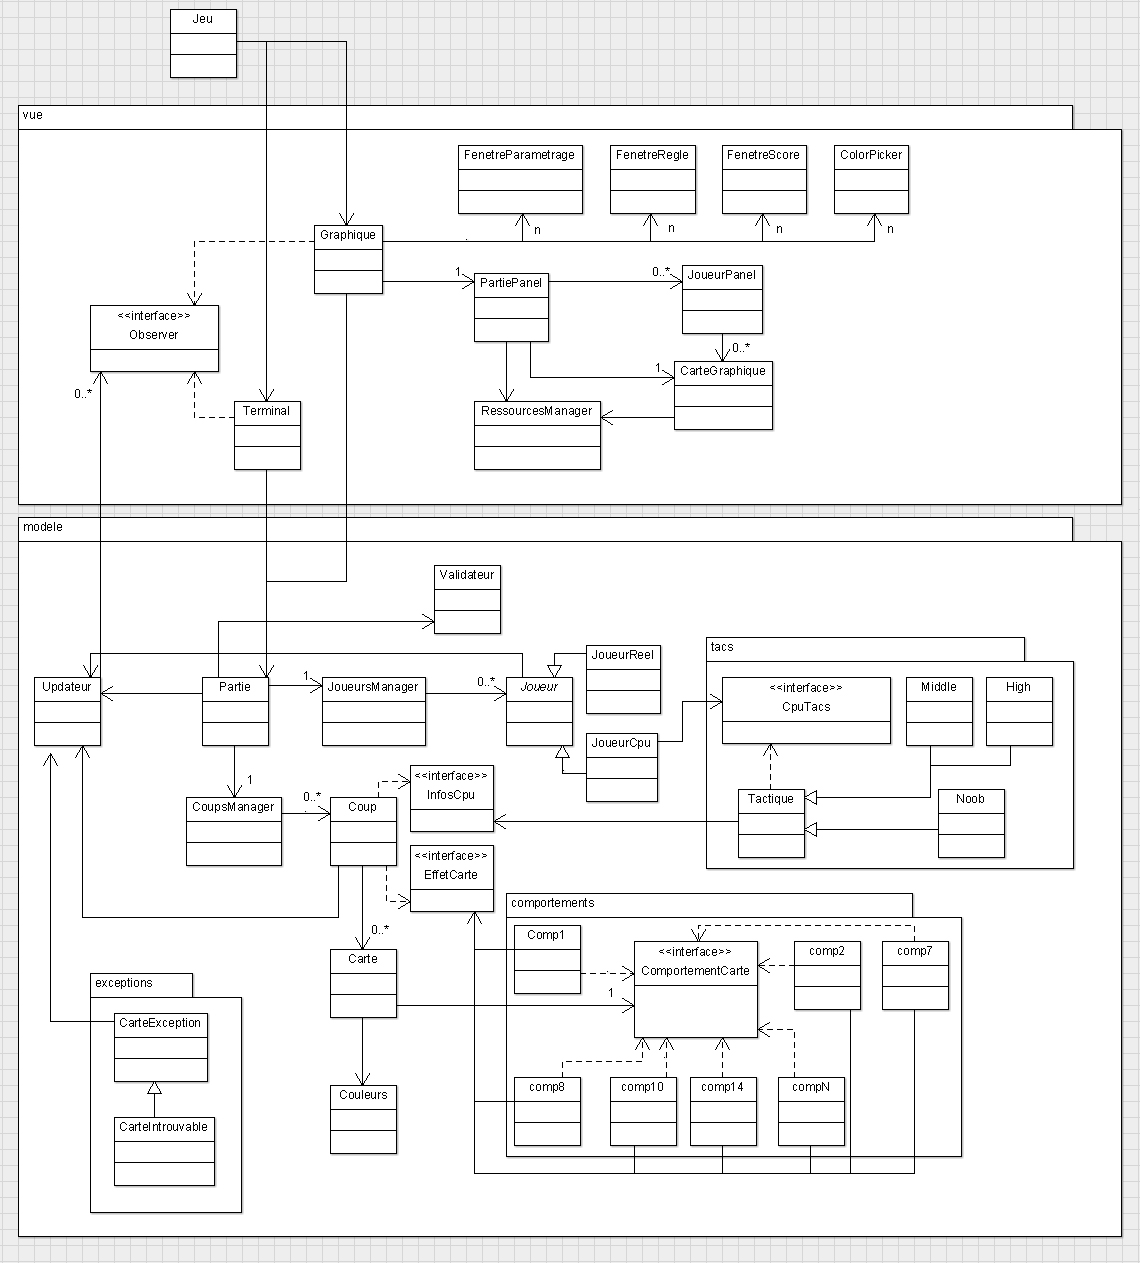 Jeu
vue
FenetreParametrage
FenetreRegle
FenetreScore
ColorPicker
n
n
n
n
Graphique
1
PartiePanel
0..*
JoueurPanel
<<interface>>
Observer
0..*
0..*
1
CarteGraphique
Terminal
RessourcesManager
modele
Validateur
Updateur
Partie
1
JoueursManager
0..*
Joueur
JoueurReel
JoueurCpu
tacs
<<interface>>
CpuTacs
Middle
High
Tactique
Noob
1
CoupsManager
0..*
Coup
<<interface>>
InfosCpu
<<interface>>
EffetCarte
0..*
Carte
1
Couleurs
comportements
Comp1
<<interface>>
ComportementCarte
comp2
comp7
comp8
comp10
comp14
compN
exceptions
CarteException
CarteIntrouvable